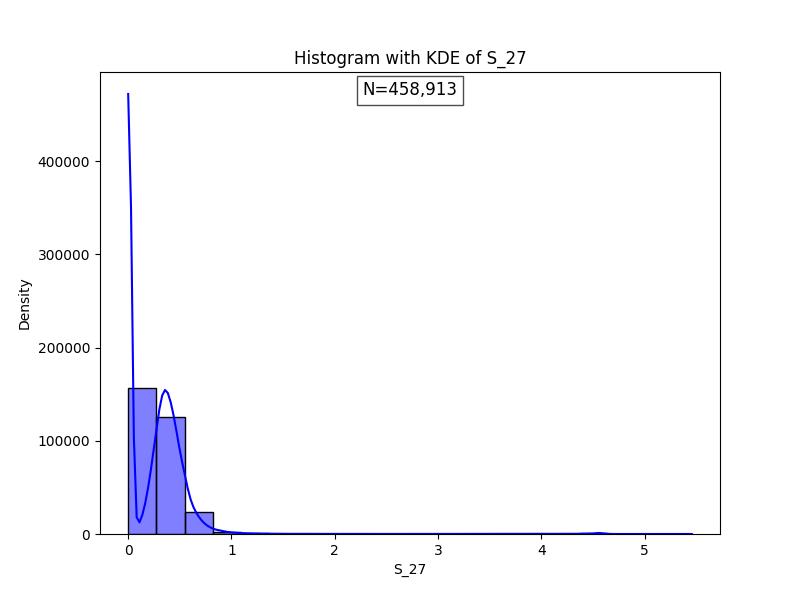 Histogram with KDE of S_27
N=458,913
Density
400000
300000
200000
100000
0
0 1 2 3 4 5
S_27